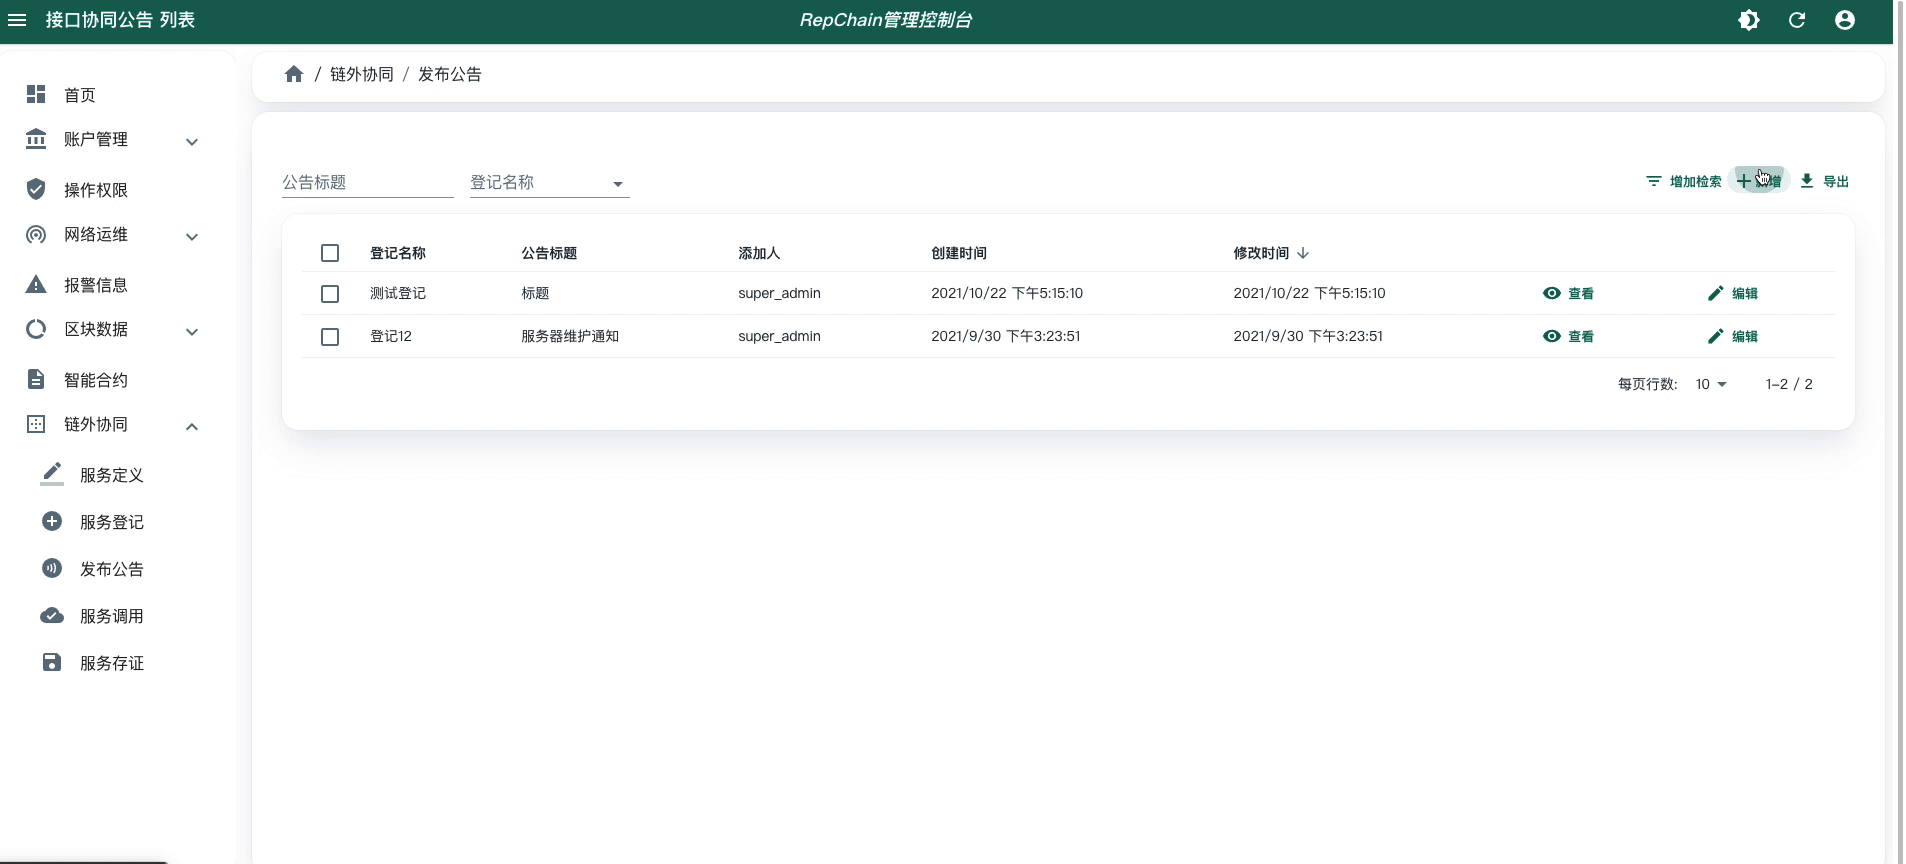 接口协同公告 列表
RepChain管理控制台
/ 链外协同 / 发布公告
首页
账户管理
操作权限
网络运维
报警信息
区块数据
智能合约
链外协同
服务定义
服务登记
发布公告
服务调用
服务存证
公告标题
登记名称
增加检索
导出
登记名称 公告标题 添加人 创建时间 修改时间
测试登记 标题 super_admin 2021/10/22 下午5:15:10 2021/10/22 下午5:15:10 查看 编辑
登记12 服务器维护通知 super_admin 2021/9/30 下午3:23:51 2021/9/30 下午3:23:51 查看 编辑
每页行数: 10 1-2 / 2